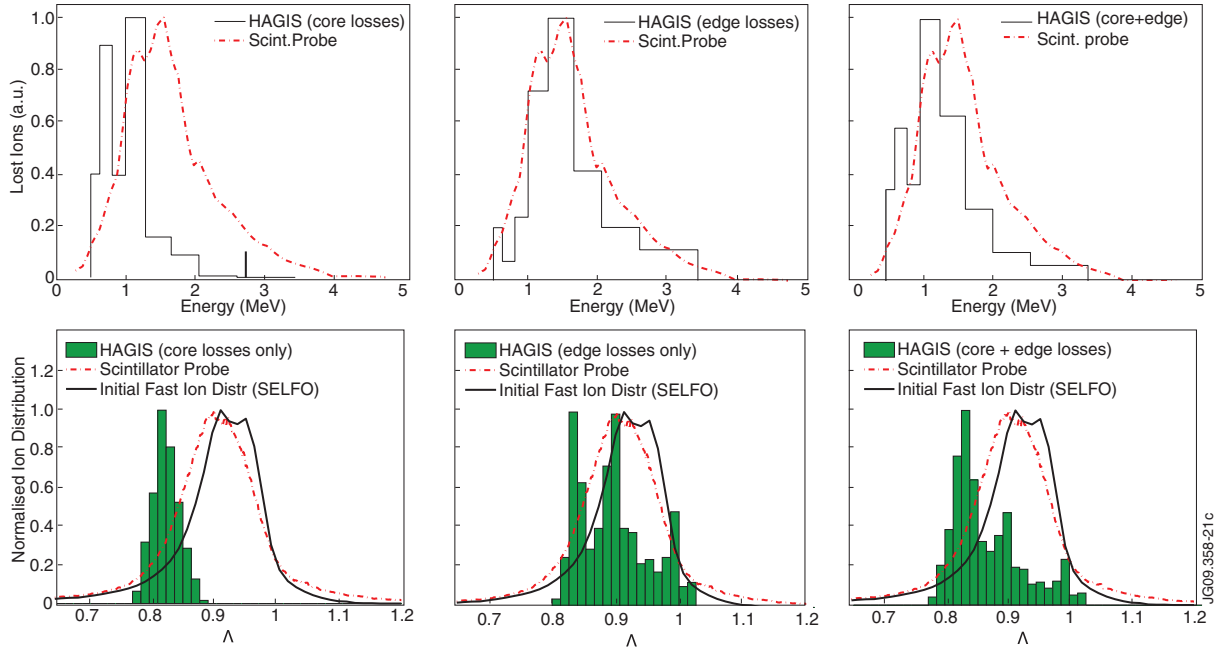 HAGIS (core losses)
Scint.Probe
1.0
0.8
0.6
0.4
0.2
0
Lost Ions (a.u.)
0 1 2 3 4 5
Energy (MeV)
HAGIS (edge losses)
Scint.Probe
0 1 2 3 4 5
Energy (MeV)
HAGIS (core+edge)
Scint. probe
0 1 2 3 4 5
Energy (MeV)
HAGIS (core losses only)
Scintillator Probe
Initial Fast Ion Distr (SELFO)
1.2
1.0
0.8
0.6
0.4
0.2
0
Normalised Ion Distribution
0.7 0.8 0.9 1 1.1 1.2
Λ
HAGIS (edge losses only)
Scintillator Probe
Initial Fast Ion Distr (SELFO)
0.7 0.8 0.9 1 1.1 1.2
Λ
HAGIS (core + edge losses)
Scintillator Probe
Initial Fast Ion Distr (SELFO)
0.7 0.8 0.9 1 1.1 1.2
Λ
JG09.358-21c